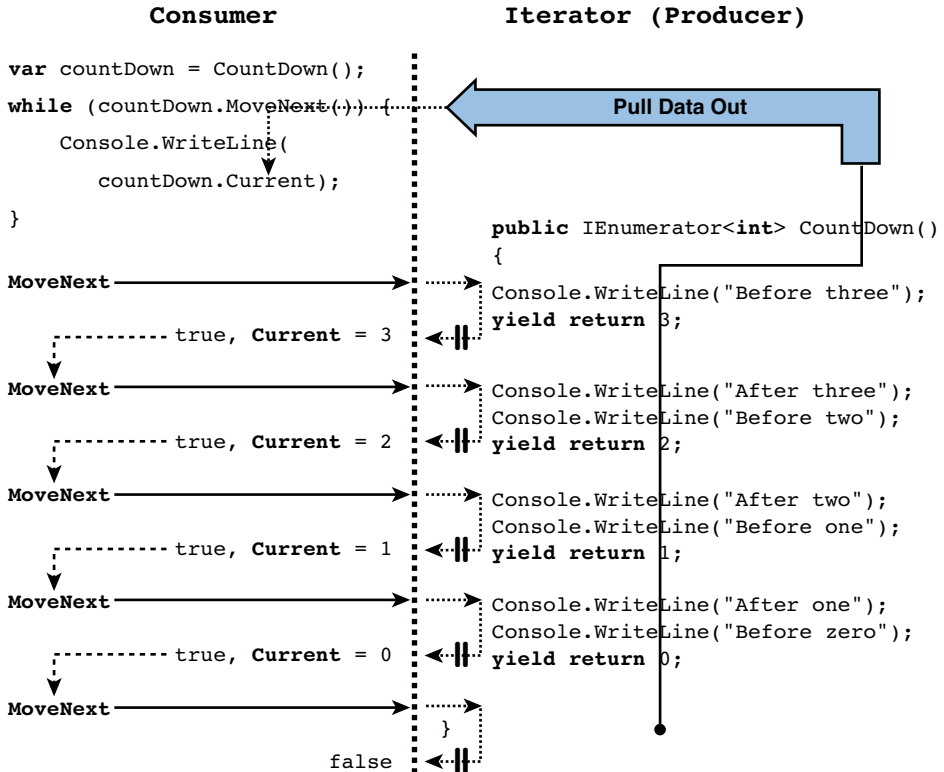 Consumer
Iterator (Producer)
var countDown = CountDown();
while (countDown.MoveNext()) {
Console.WriteLine(
countDown.Current);
}
Pull Data Out
public IEnumerator<int> CountDown()
{
MoveNext
Console.WriteLine("Before three");
yield return 3;
true, Current = 3
MoveNext
Console.WriteLine("After three");
Console.WriteLine("Before two");
yield return 2;
true, Current = 2
MoveNext
Console.WriteLine("After two");
Console.WriteLine("Before one");
yield return 1;
true, Current = 1
MoveNext
Console.WriteLine("After one");
Console.WriteLine("Before zero");
yield return 0;
true, Current = 0
MoveNext
}
false